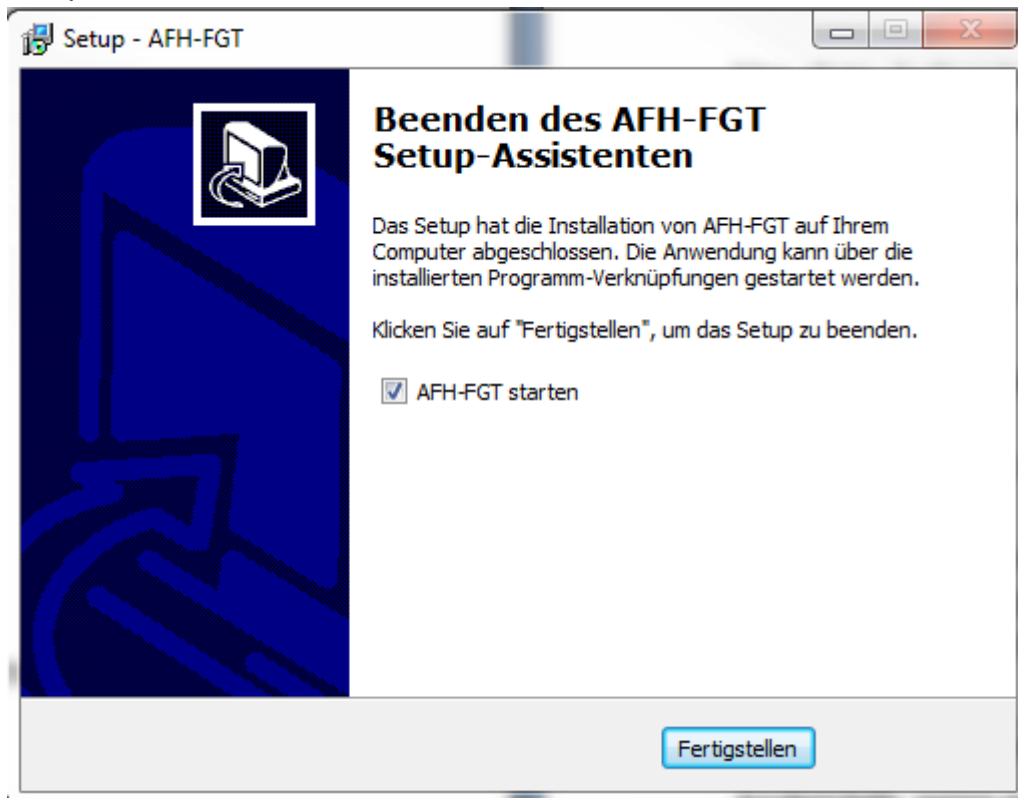 Setup - AFH-FGT
Beenden des AFH-FGT
Setup-Assistenten
Das Setup hat die Installation von AFH-FGT auf Ihrem
Computer abgeschlossen. Die Anwendung kann über die
installierten Programm-Verknüpfungen gestartet werden.
Klicken Sie auf "Fertigstellen", um das Setup zu beenden.
AFH-FGT starten
Fertigstellen